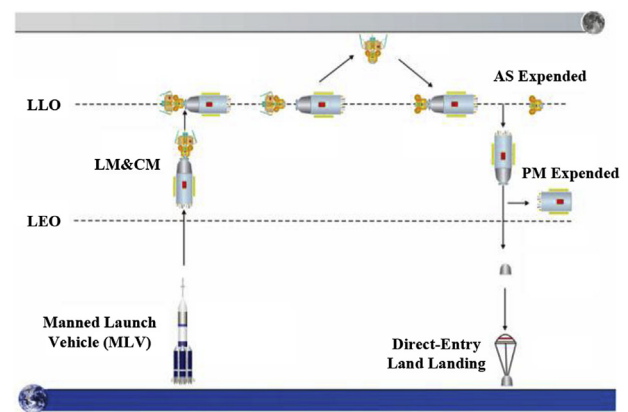 AS Expended
LLO
LM&CM
PM Expended
LEO
Manned Launch
Vehicle (MLV)
Direct-Entry
Land Landing